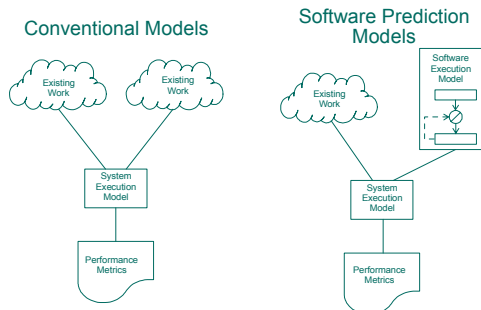 Conventional Models
Existing
Work
Existing
Work
System
Execution
Model
Performance
Metrics
Software Prediction
Models
Software
Execution
Model
Existing
Work
System
Execution
Model
Performance
Metrics